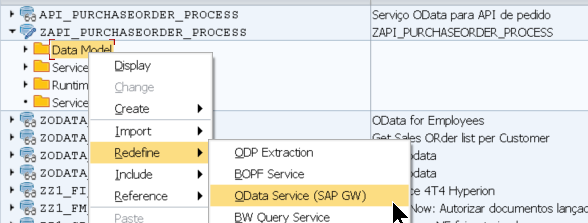 API_PURCHASEORDER_PROCESS Serviço OData para API de pedido
ZAPI_PURCHASEORDER_PROCESS ZAPI_PURCHASEORDER_PROCESS
Data Model
Service
Runtim
Service
Display
Change
Create
Import
Redefine
Include
Reference
Paste
ODP Extraction
BOPF Service
OData Service (SAP GW)
BW Query Service
ZODATA OData for Employees
ZODATA Get Sales ORder list per Customer
ZODATA odata
ZODATA odata
ZZ1_FI ce 4T4 Hyperion
ZZ1_FM Now: Autorizar documentos lança